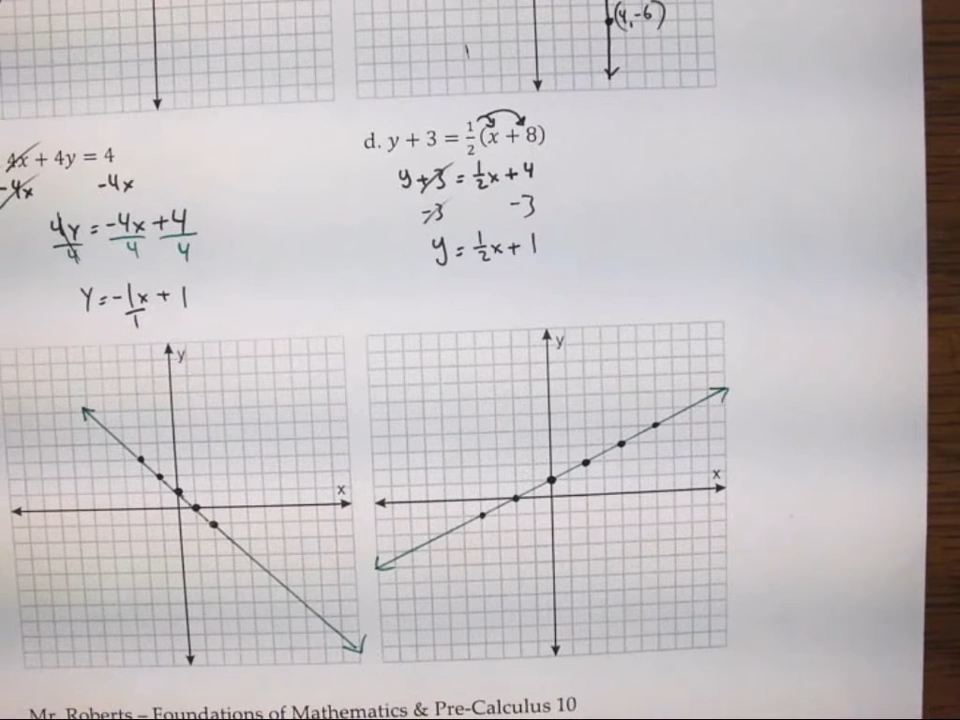 (4,-6)
4x + 4y = 4
-4x -4x
4y = -4x + 4
4 4 4
Y = -1x + 1
1
d. y + 3 = 1/2(x + 8)
y + 3 = 1/2x + 4
-3 -3
y = 1/2x + 1
y
x
y
x
Mr. Roberts – Foundations of Mathematics & Pre-Calculus 10